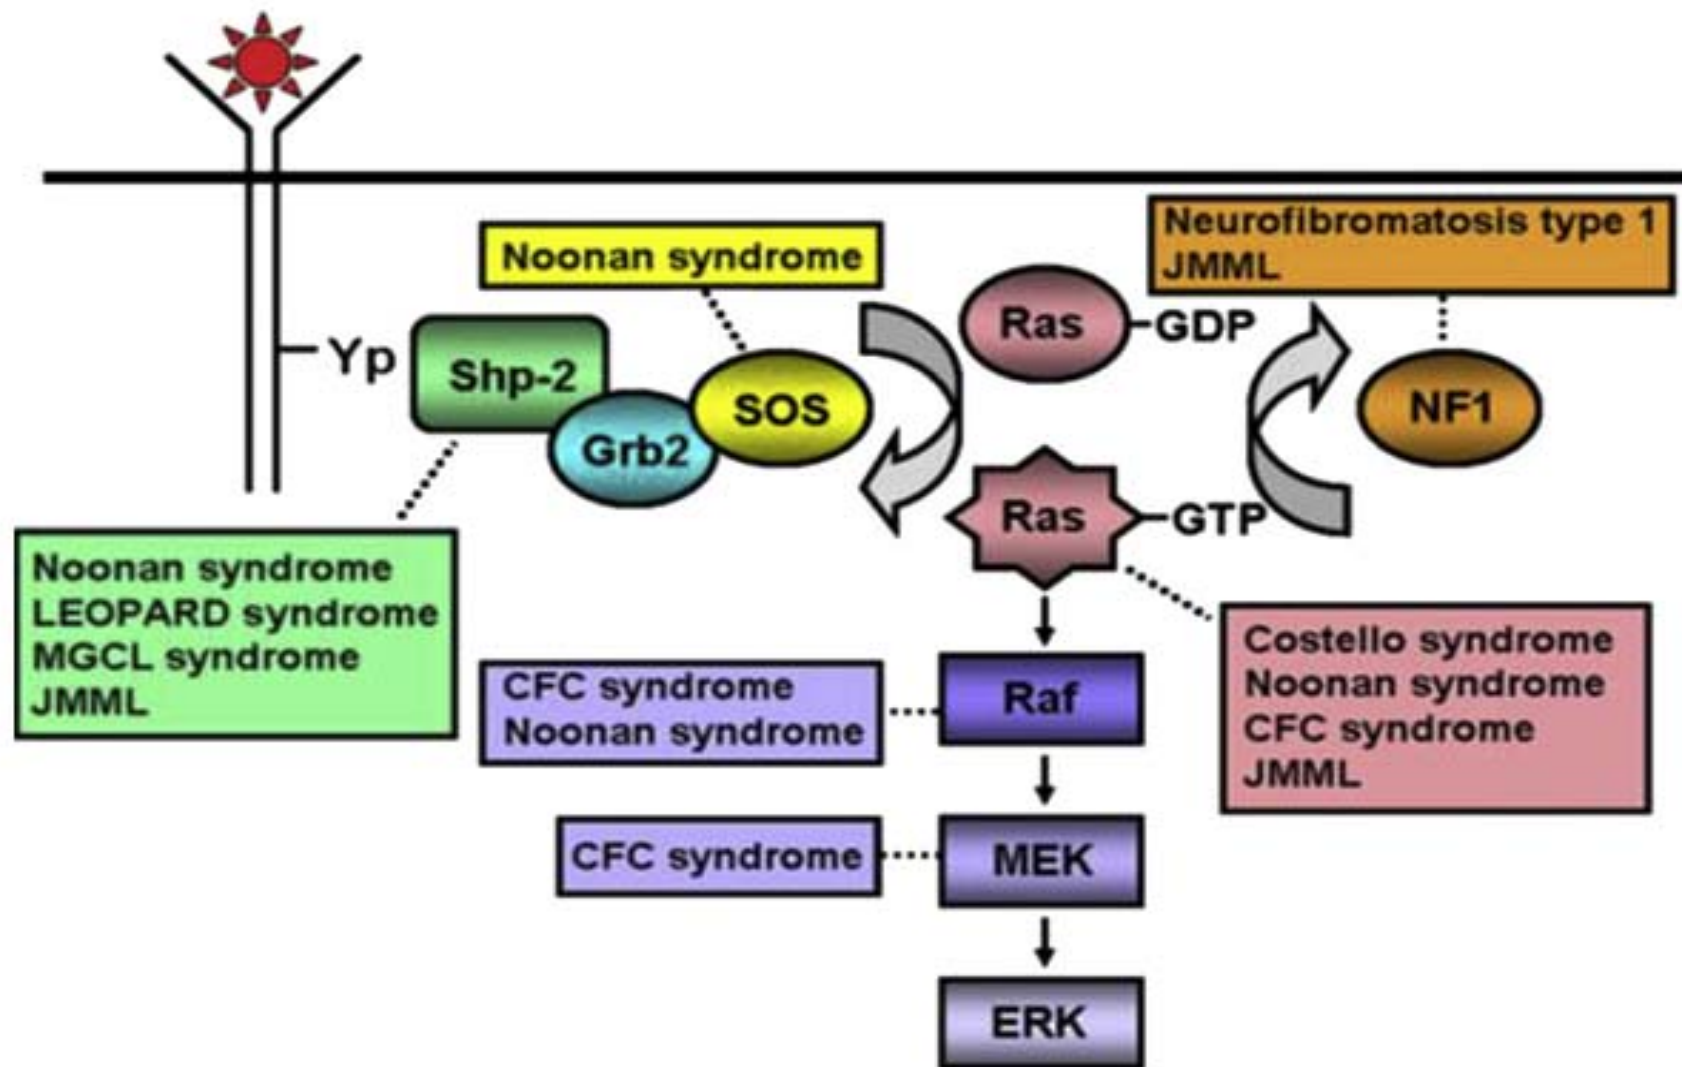 Noonan syndrome
Neurofibromatosis type 1
JMML
Yp
Shp-2
Grb2
SOS
Ras
GDP
NF1
Ras
GTP
Noonan syndrome
LEOPARD syndrome
MGCL syndrome
JMML
CFC syndrome
Noonan syndrome
Raf
Costello syndrome
Noonan syndrome
CFC syndrome
JMML
CFC syndrome
MEK
ERK